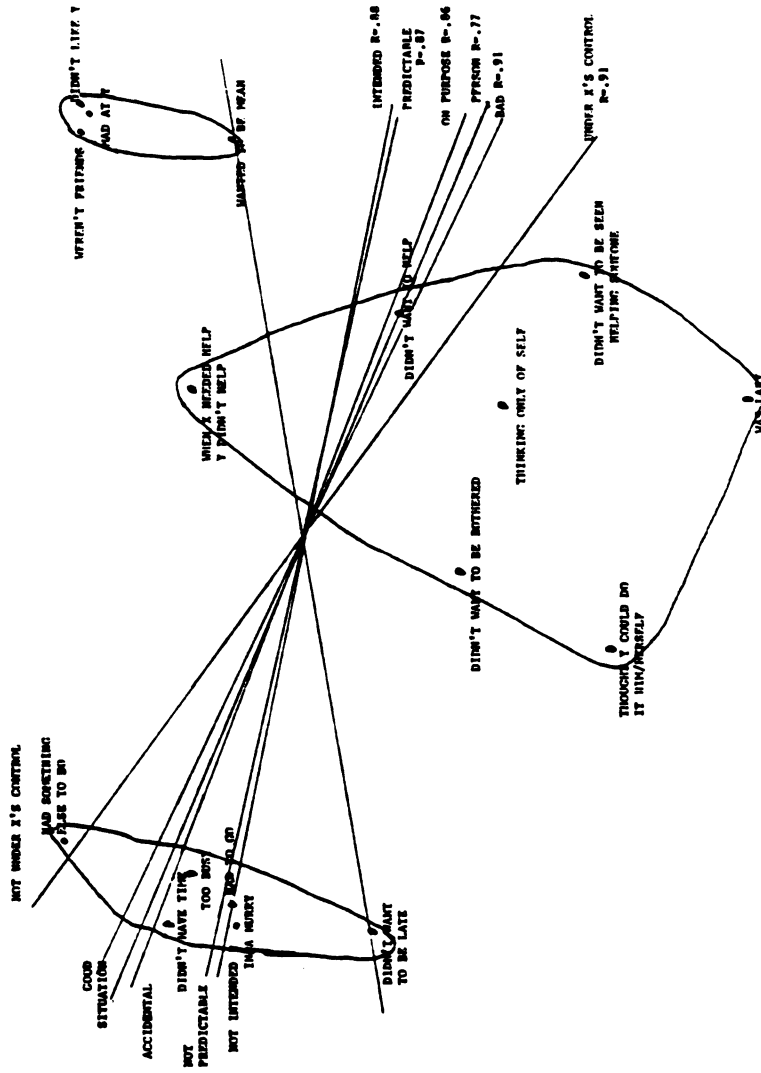 NOT UNDER X'S CONTROL
HAD SOMETHING
ELSE TO DO
GOOD
SITUATION
ACCIDENTAL
NOT
PREDICTABLE
NOT INTENDED
DIDN'T HAVE TIME
TOO BUSY
HAD TO GO
IN A HURRY
DIDN'T WANT
TO BE LATE
WEREN'T FRIENDS
DIDN'T LIKE Y
MAD AT Y
WANTED TO BE MEAN
WHEN X NEEDED HELP
Y DIDN'T HELP
INTENDED R=.88
PREDICTABLE
R=.87
ON PURPOSE R=.86
PERSON R=.77
BAD R=.91
UNDER X'S CONTROL
R=.91
DIDN'T WANT TO HELP
DIDN'T WANT TO BE BOTHERED
THINKING ONLY OF SELF
DIDN'T WANT TO BE SEEN
HELPING SOMEONE
THOUGHT Y COULD DO
IT HIM/HERSELF